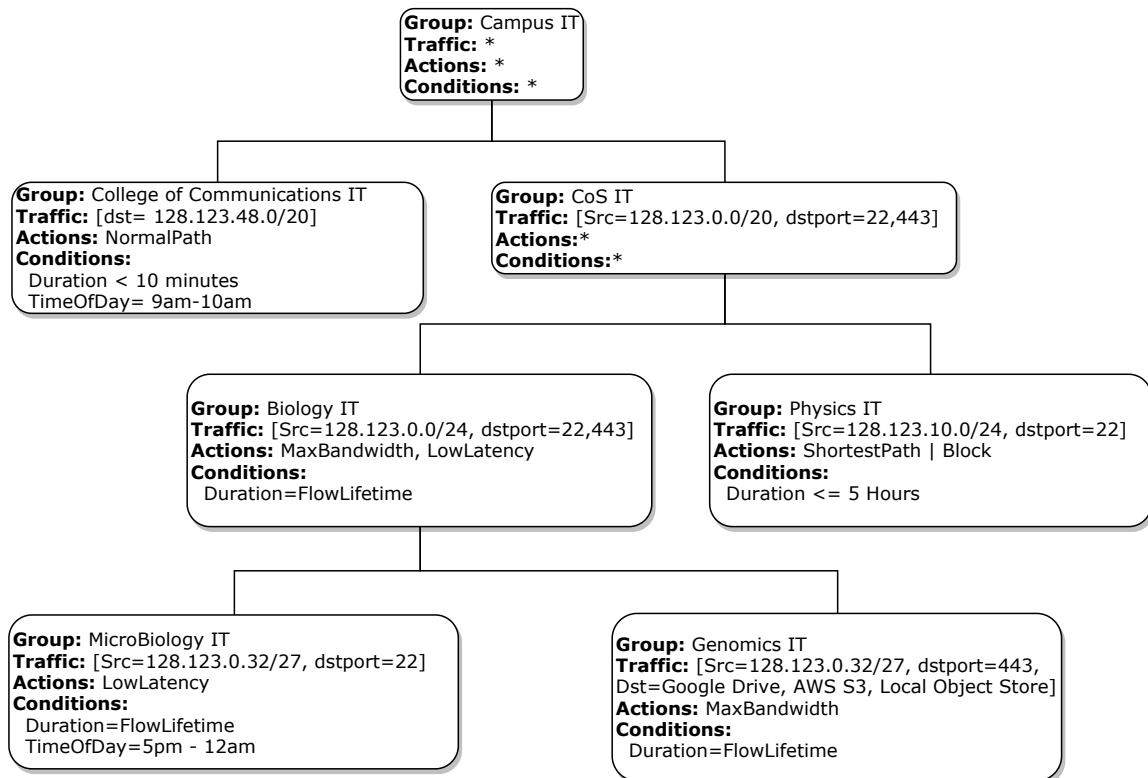 Group: Campus IT
Traffic: *
Actions: *
Conditions: *
Group: College of Communications IT
Traffic: [dst= 128.123.48.0/20]
Actions: NormalPath
Conditions:
Duration < 10 minutes
TimeOfDay= 9am-10am
Group: CoS IT
Traffic: [Src=128.123.0.0/20, dstport=22,443]
Actions:*
Conditions:*
Group: Biology IT
Traffic: [Src=128.123.0.0/24, dstport=22,443]
Actions: MaxBandwidth, LowLatency
Conditions:
Duration=FlowLifetime
Group: Physics IT
Traffic: [Src=128.123.10.0/24, dstport=22]
Actions: ShortestPath | Block
Conditions:
Duration <= 5 Hours
Group: MicroBiology IT
Traffic: [Src=128.123.0.32/27, dstport=22]
Actions: LowLatency
Conditions:
Duration=FlowLifetime
TimeOfDay=5pm - 12am
Group: Genomics IT
Traffic: [Src=128.123.0.32/27, dstport=443,
Dst=Google Drive, AWS S3, Local Object Store]
Actions: MaxBandwidth
Conditions:
Duration=FlowLifetime